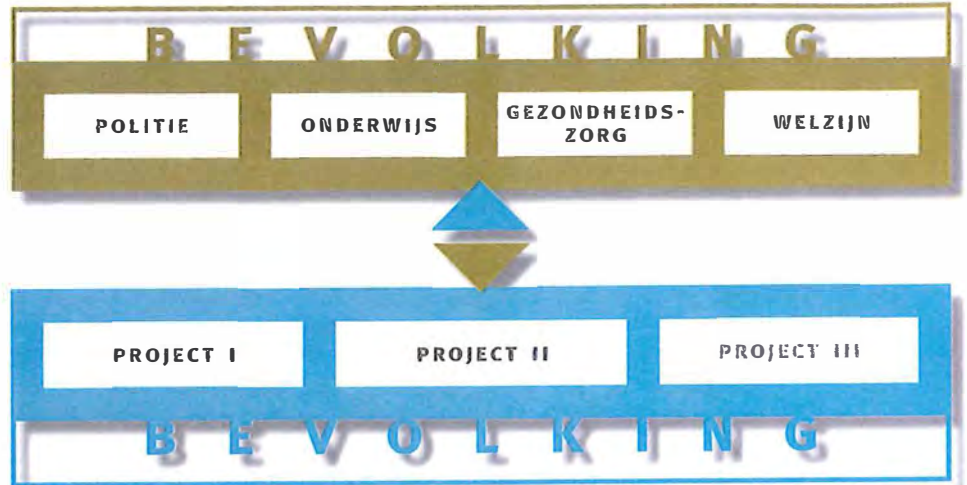 BEVOLKING
POLITIE
ONDERWIJS
GEZONDHEIDS-
ZORG
WELZIJN
PROJECT I
PROJECT II
PROJECT III
BEVOLKING